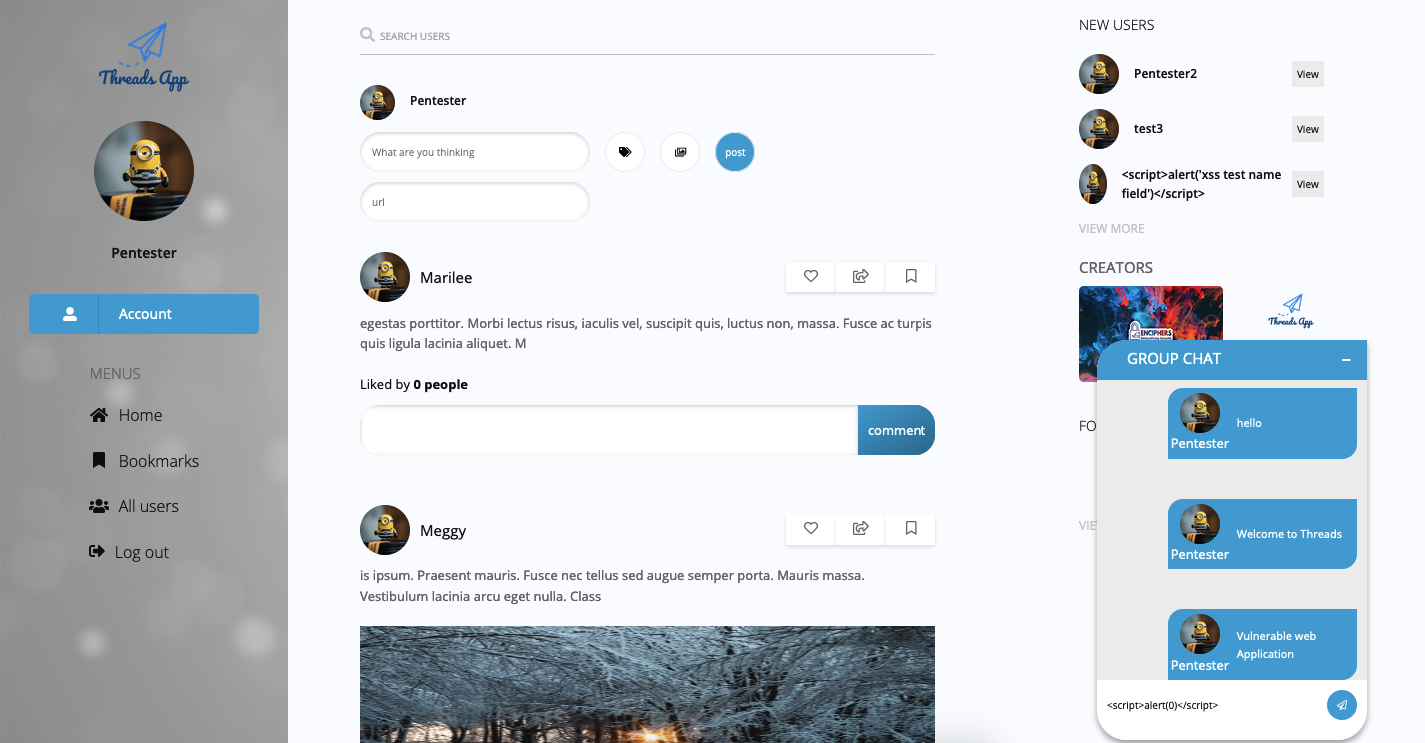 Threads App
Pentester
Account
MENUS
Home
Bookmarks
All users
Log out
SEARCH USERS
Pentester
What are you thinking
post
url
Marilee
egestas porttitor. Morbi lectus risus, iaculis vel, suscipit quis, luctus non, massa. Fusce ac turpis
quis ligula lacinia aliquet. M
Liked by 0 people
comment
Meggy
is ipsum. Praesent mauris. Fusce nec tellus sed augue semper porta. Mauris massa.
Vestibulum lacinia arcu eget nulla. Class
NEW USERS
Pentester2
View
test3
View
<script>alert('xss test name
field')</script>
View
VIEW MORE
CREATORS
ENCIPHERS
Threads App
FO
VIE
GROUP CHAT
hello
Pentester
Welcome to Threads
Pentester
Vulnerable web
Application
Pentester
<script>alert(0)</script>